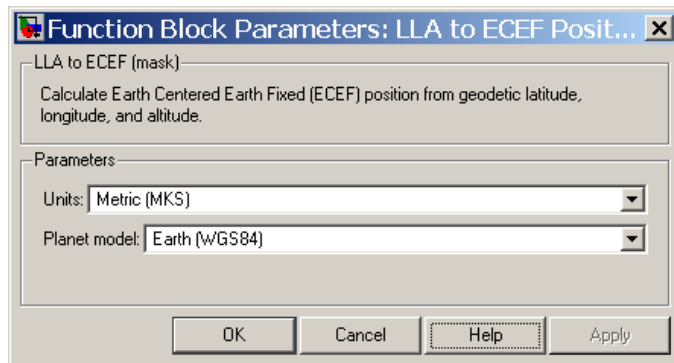 Function Block Parameters: LLA to ECEF Posit...
LLA to ECEF (mask)
Calculate Earth Centered Earth Fixed (ECEF) position from geodetic latitude,
longitude, and altitude.
Parameters
Units: Metric (MKS)
Planet model: Earth (WGS84)
OK Cancel Help Apply